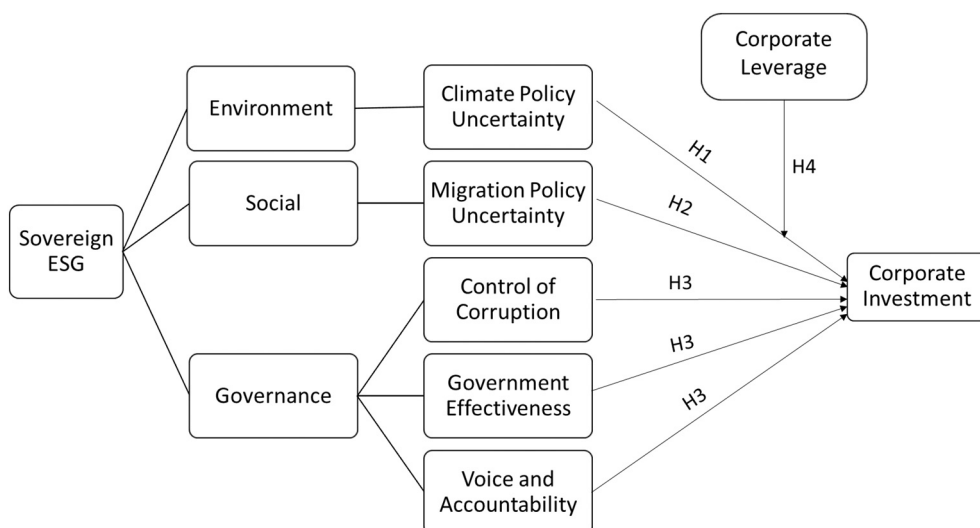 Sovereign
ESG
Environment
Social
Governance
Climate Policy
Uncertainty
Migration Policy
Uncertainty
Control of
Corruption
Government
Effectiveness
Voice and
Accountability
H1
H2
H3
H3
H3
Corporate
Leverage
H4
Corporate
Investment